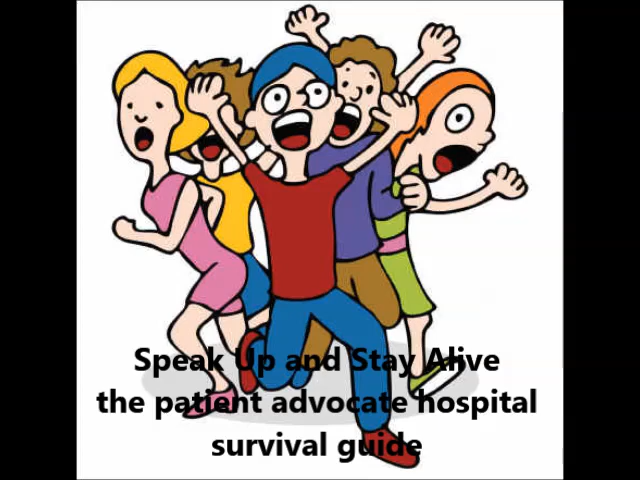 Speak Up and Stay Alive
the patient advocate hospital
survival guide